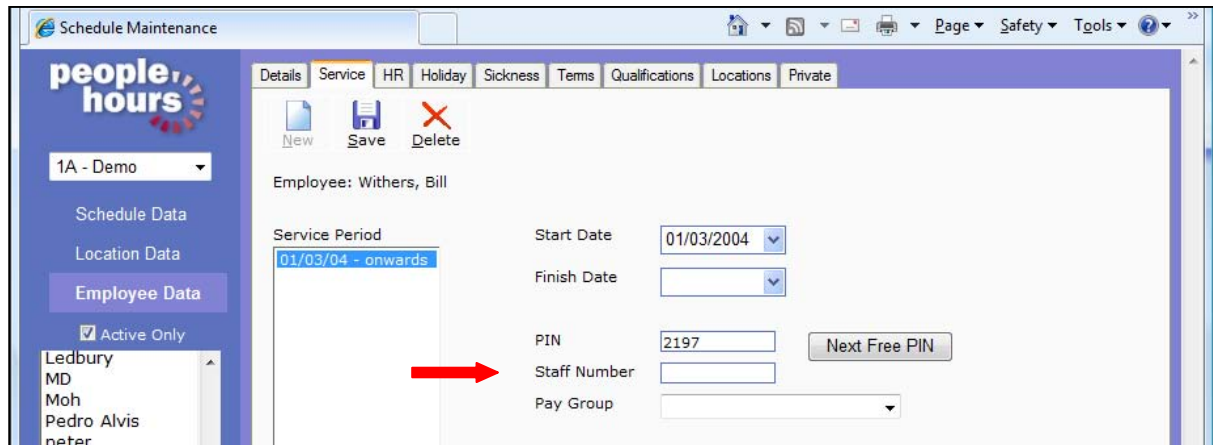 Schedule Maintenance
Page Safety Tools
»
people hours
Details Service HR Holiday Sickness Terms Qualifications Locations Private
New Save Delete
1A - Demo
Employee: Withers, Bill
Schedule Data
Location Data
Employee Data
Active Only
Ledbury
MD
Moh
Pedro Alvis
peter
Service Period
01/03/04 - onwards
Start Date 01/03/2004
Finish Date
PIN 2197 Next Free PIN
Staff Number
Pay Group